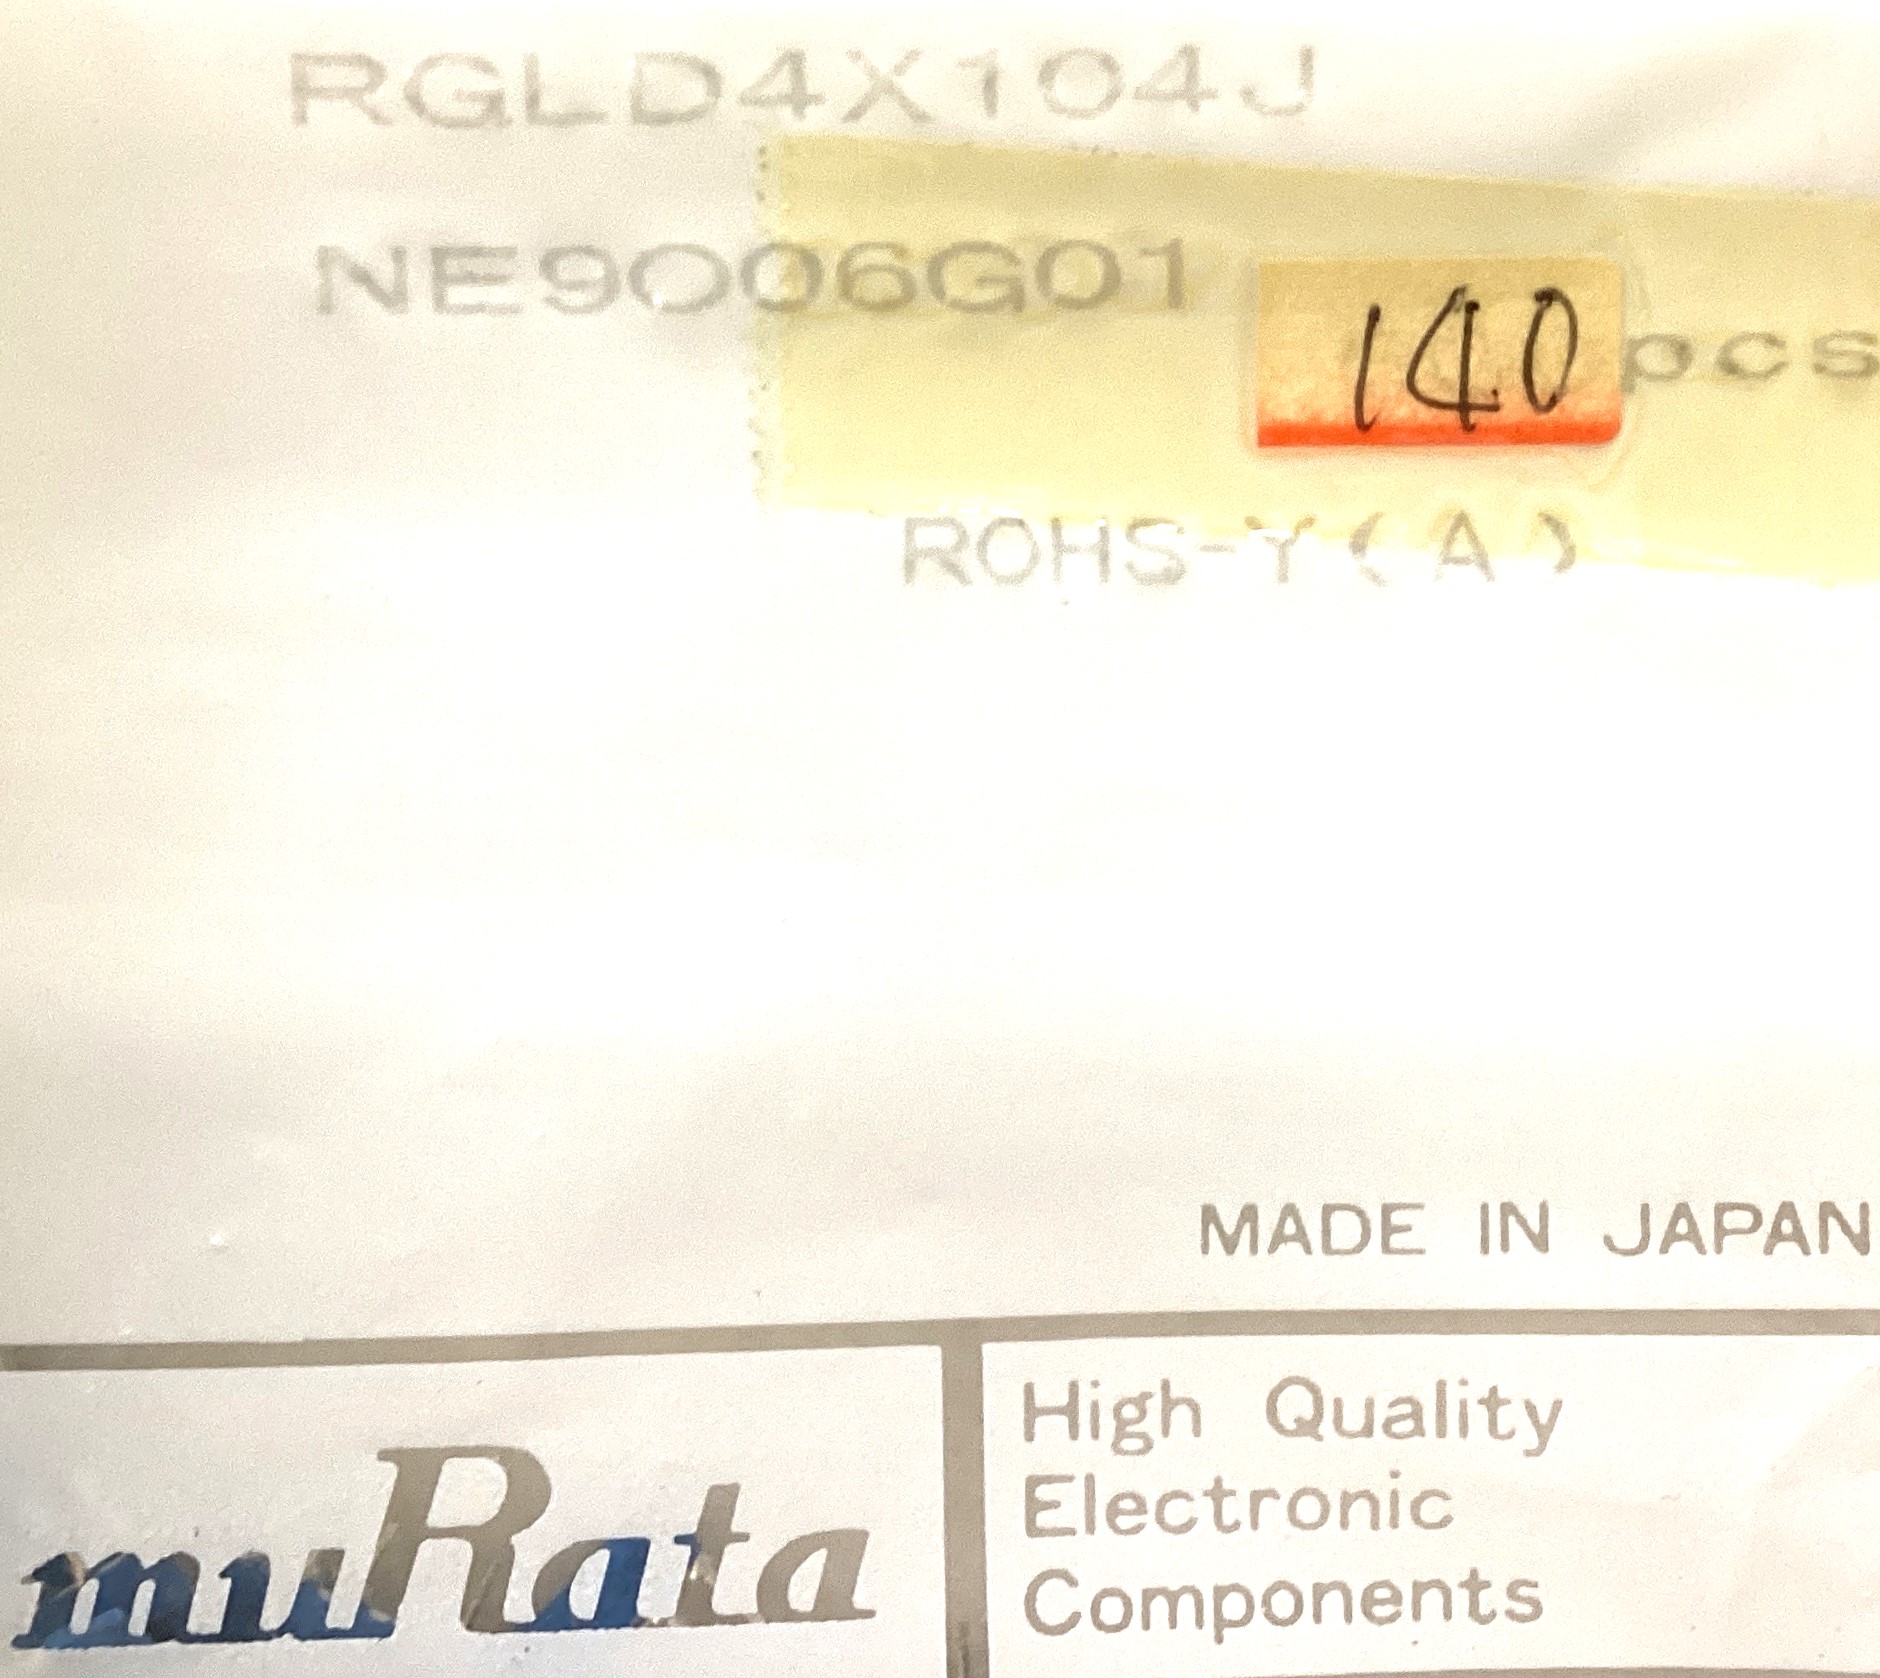 RGLD4X104J
NE9006G01
140 pcs
ROHS-Y(A)
MADE IN JAPAN
muRata
High Quality
Electronic
Components